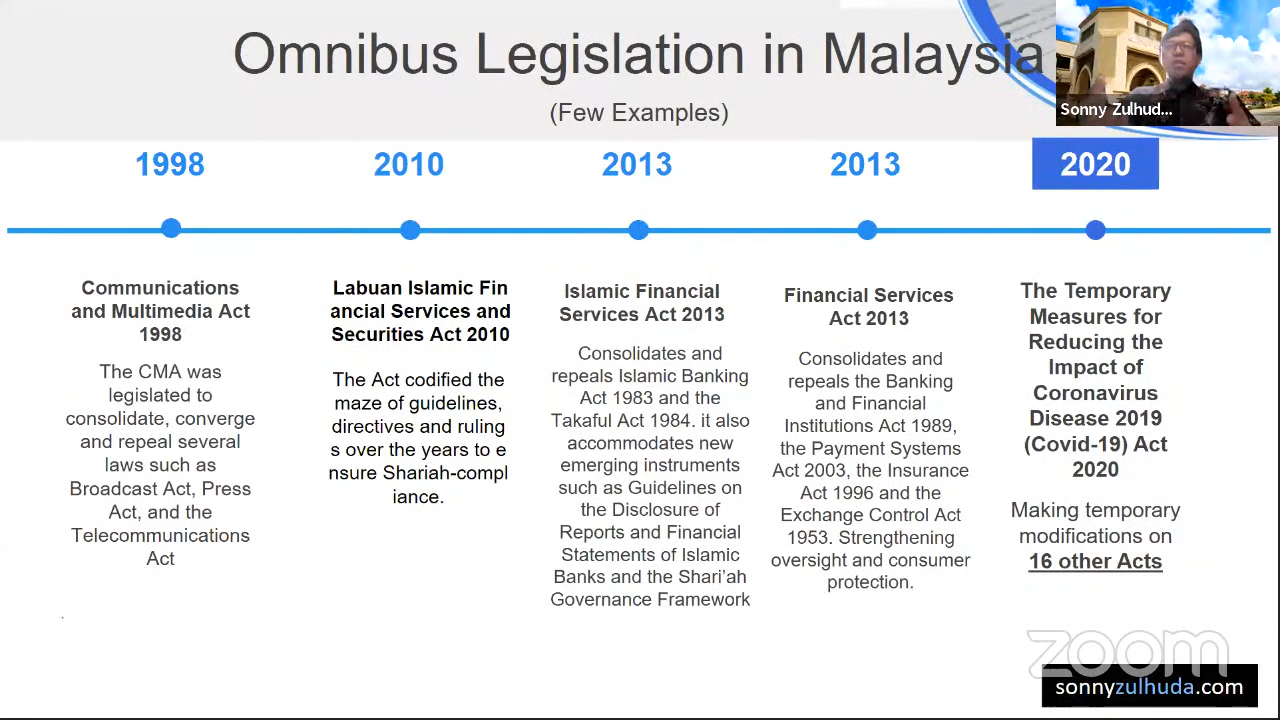 Omnibus Legislation in Malaysia
(Few Examples)
Sonny Zulhud...
1998
2010
2013
2013
2020
Communications
and Multimedia Act
1998
The CMA was
legislated to
consolidate, converge
and repeal several
laws such as
Broadcast Act, Press
Act, and the
Telecommunications
Act
Labuan Islamic Fin
ancial Services and
Securities Act 2010
The Act codified the
maze of guidelines,
directives and ruling
s over the years to e
nsure Shariah-compl
iance.
Islamic Financial
Services Act 2013
Consolidates and
repeals Islamic Banking
Act 1983 and the
Takaful Act 1984. it also
accommodates new
emerging instruments
such as Guidelines on
the Disclosure of
Reports and Financial
Statements of Islamic
Banks and the Shari’ah
Governance Framework
Financial Services
Act 2013
Consolidates and
repeals the Banking
and Financial
Institutions Act 1989,
the Payment Systems
Act 2003, the Insurance
Act 1996 and the
Exchange Control Act
1953. Strengthening
oversight and consumer
protection.
The Temporary
Measures for
Reducing the
Impact of
Coronavirus
Disease 2019
(Covid-19) Act
2020
Making temporary
modifications on
16 other Acts
zoom
sonnyzulhuda.com